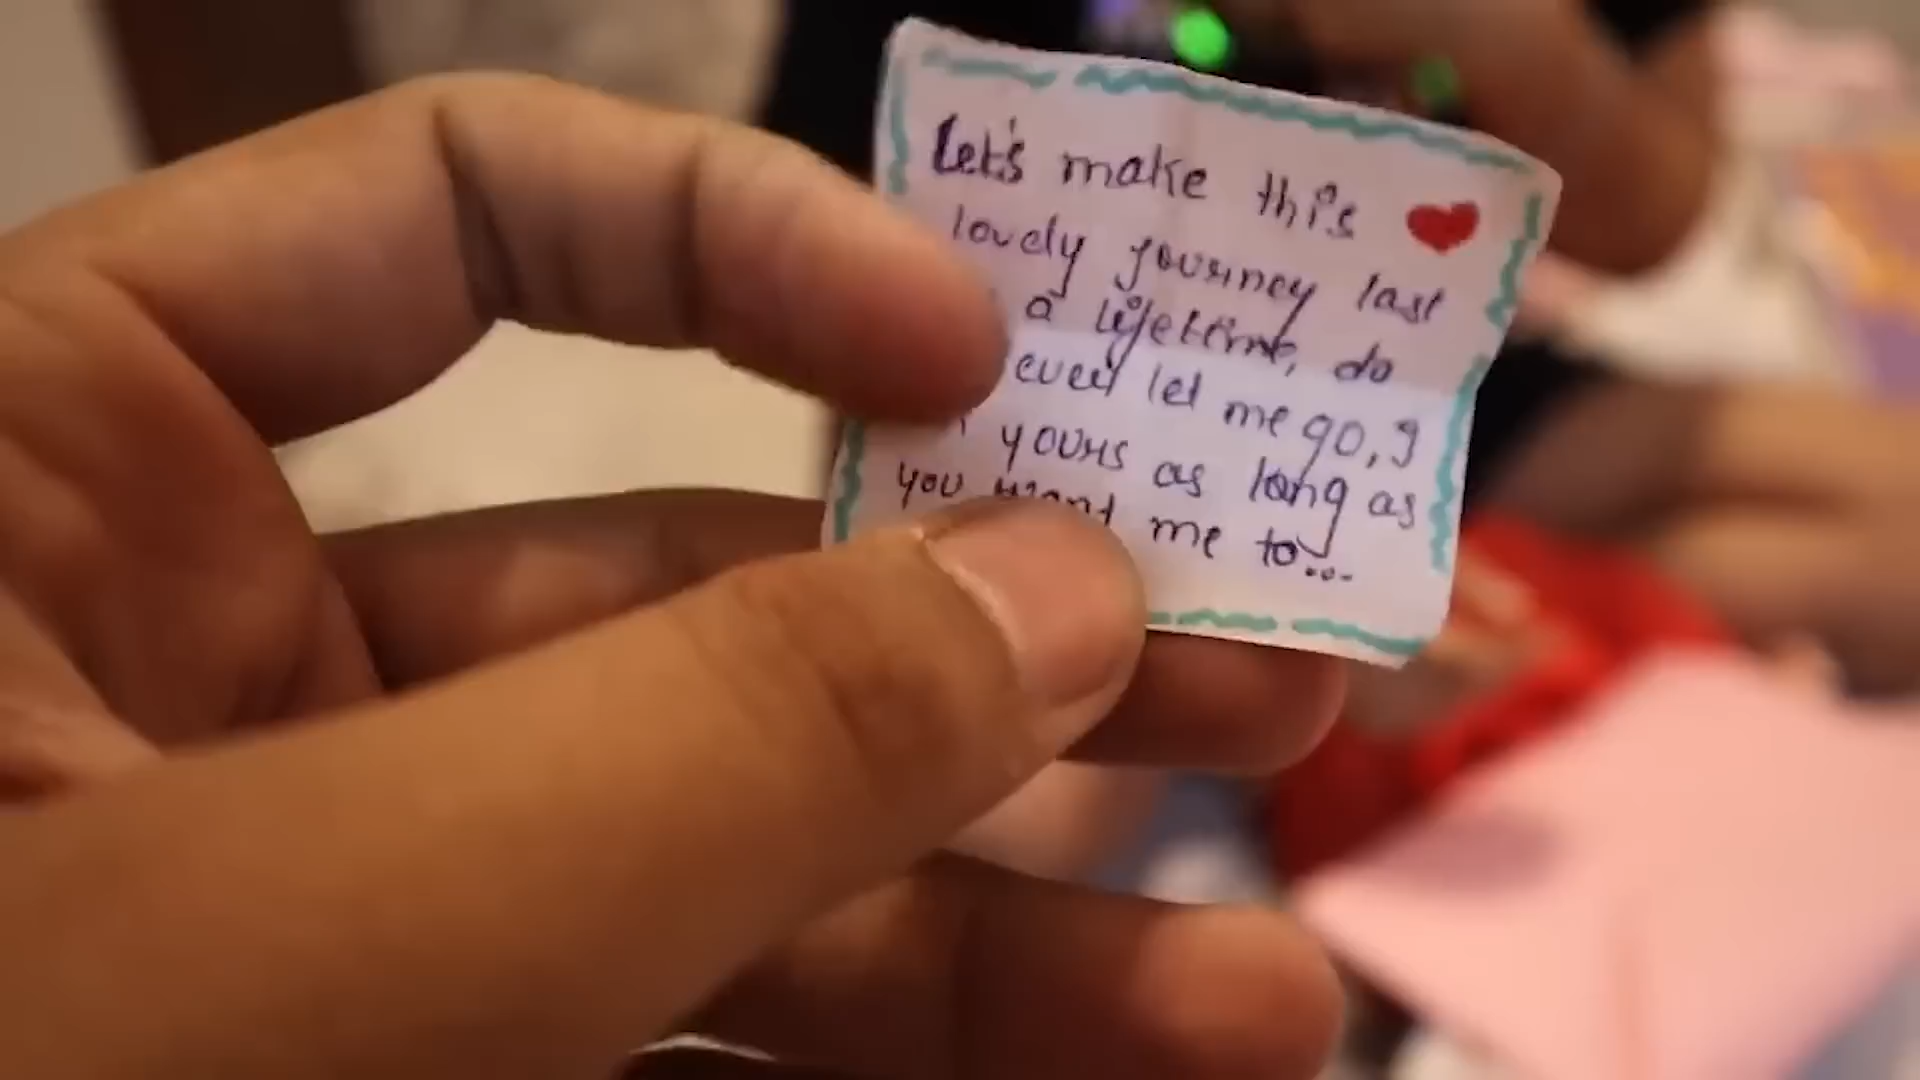 Let's make this
lovely journey last
a lifetime, do
ever let me go, I
yours as long as
you want me to...